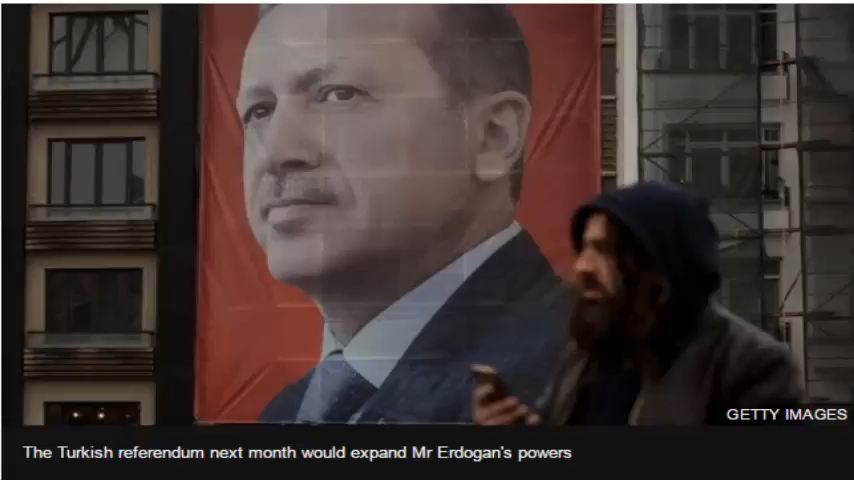 GETTY IMAGES
The Turkish referendum next month would expand Mr Erdogan's powers